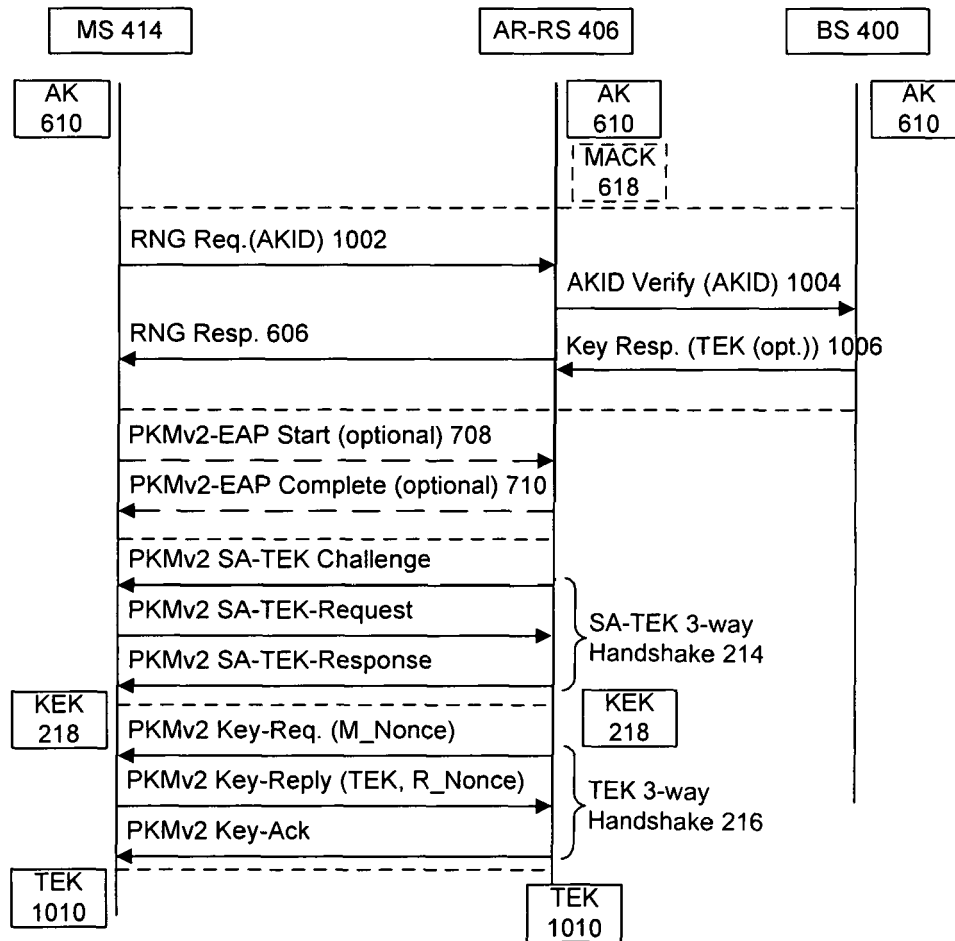 MS 414
AR-RS 406
BS 400
AK
610
AK
610
AK
610
MACK
618
RNG Req.(AKID) 1002
AKID Verify (AKID) 1004
RNG Resp. 606
Key Resp. (TEK (opt.)) 1006
PKMv2-EAP Start (optional) 708
PKMv2-EAP Complete (optional) 710
PKMv2 SA-TEK Challenge
PKMv2 SA-TEK-Request
SA-TEK 3-way
Handshake 214
PKMv2 SA-TEK-Response
KEK
218
KEK
218
PKMv2 Key-Req. (M_Nonce)
PKMv2 Key-Reply (TEK, R_Nonce)
TEK 3-way
Handshake 216
PKMv2 Key-Ack
TEK
1010
TEK
1010